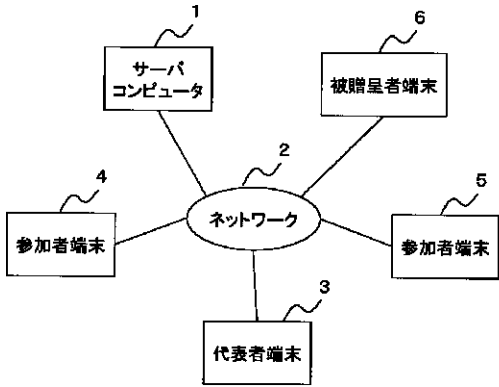 1
サーバ
コンピュータ
6
被贈呈者端末
2
ネットワーク
4
参加者端末
5
参加者端末
3
代表者端末